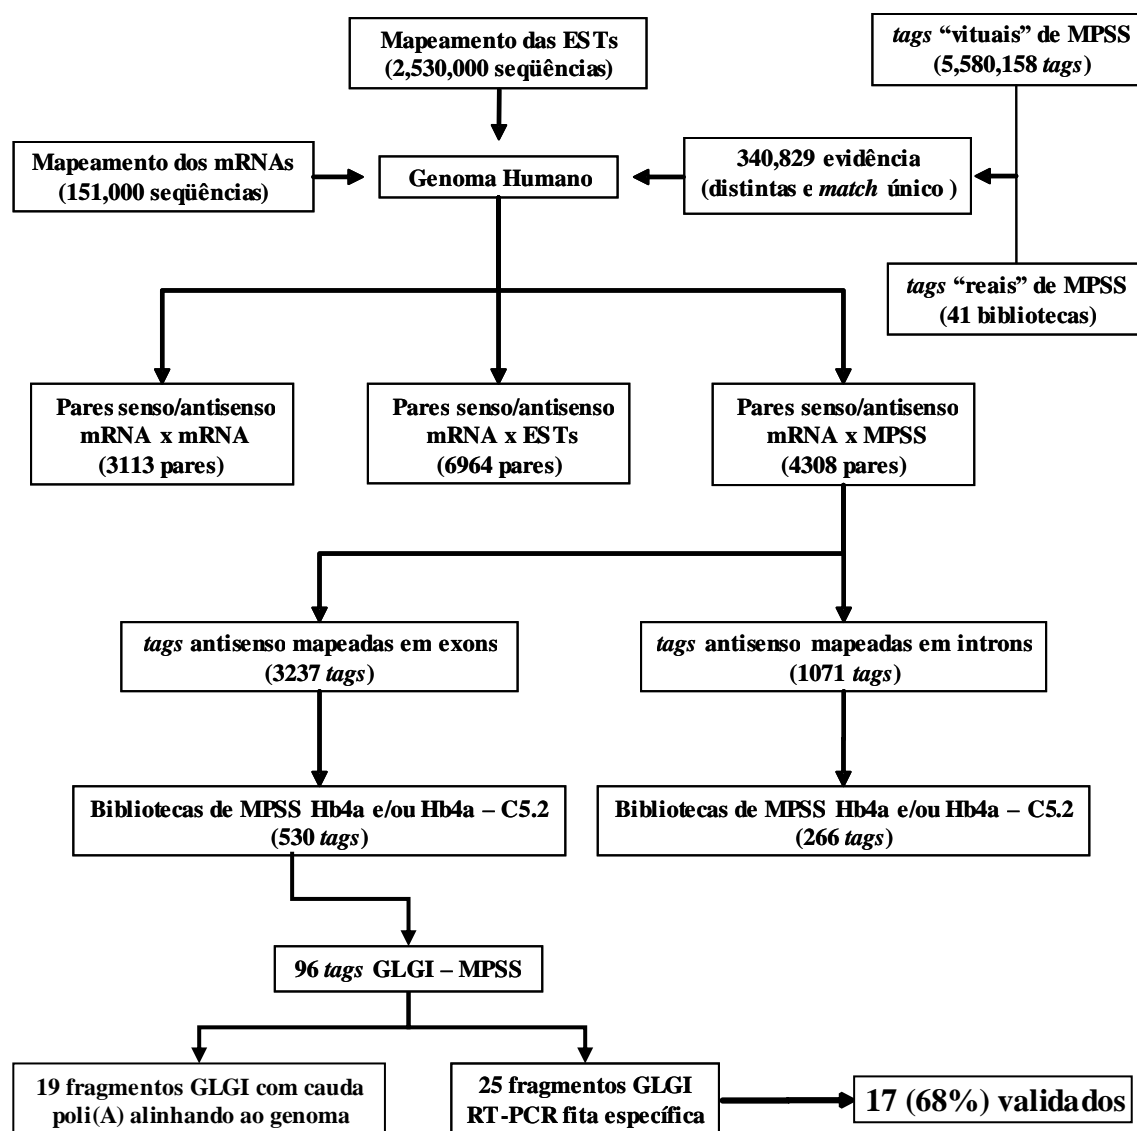 Mapeamento das ESTs
(2,530,000 seqüências)
tags “vituais” de MPSS
(5,580,158 tags)
Mapeamento dos mRNAs
(151,000 seqüências)
Genoma Humano
340,829 evidência
(distintas e match único )
tags “reais” de MPSS
(41 bibliotecas)
Pares senso/antisenso
mRNA x mRNA
(3113 pares)
Pares senso/antisenso
mRNA x ESTs
(6964 pares)
Pares senso/antisenso
mRNA x MPSS
(4308 pares)
tags antisenso mapeadas em exons
(3237 tags)
tags antisenso mapeadas em introns
(1071 tags)
Bibliotecas de MPSS Hb4a e/ou Hb4a – C5.2
(530 tags)
Bibliotecas de MPSS Hb4a e/ou Hb4a – C5.2
(266 tags)
96 tags GLGI – MPSS
19 fragmentos GLGI com cauda
poli(A) alinhando ao genoma
25 fragmentos GLGI
RT-PCR fita específica
17 (68%) validados